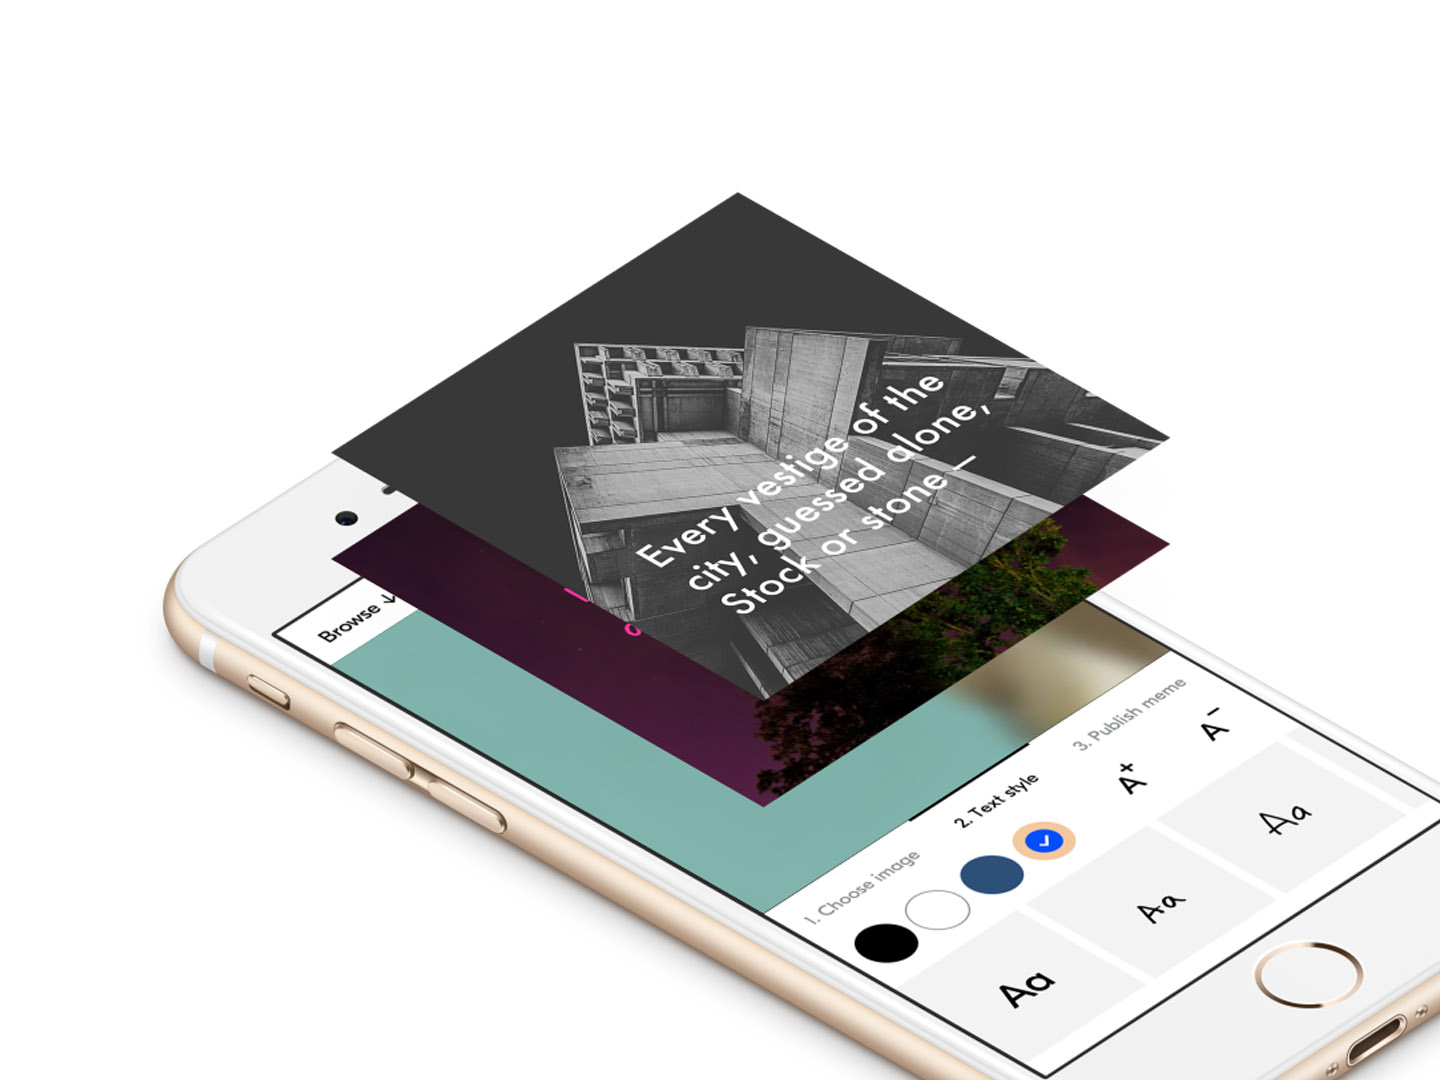 Every vestige of the
city, guessed alone,
Stock or stone —
Browse ↓
1. Choose image
2. Text style
3. Publish meme
A+
A-
Aa
Aa
Aa